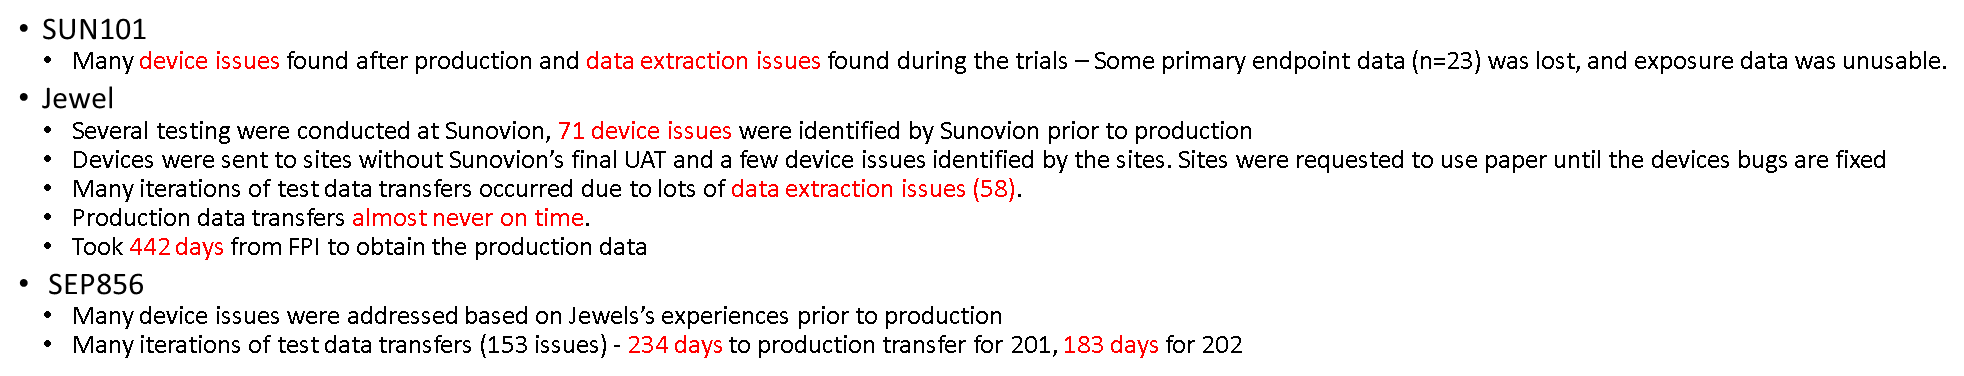 • SUN101
• Many device issues found after production and data extraction issues found during the trials – Some primary endpoint data (n=23) was lost, and exposure data was unusable.
• Jewel
• Several testing were conducted at Sunovion, 71 device issues were identified by Sunovion prior to production
• Devices were sent to sites without Sunovion’s final UAT and a few device issues identified by the sites. Sites were requested to use paper until the devices bugs are fixed
• Many iterations of test data transfers occurred due to lots of data extraction issues (58).
• Production data transfers almost never on time.
• Took 442 days from FPI to obtain the production data
• SEP856
• Many device issues were addressed based on Jewels’s experiences prior to production
• Many iterations of test data transfers (153 issues) - 234 days to production transfer for 201, 183 days for 202